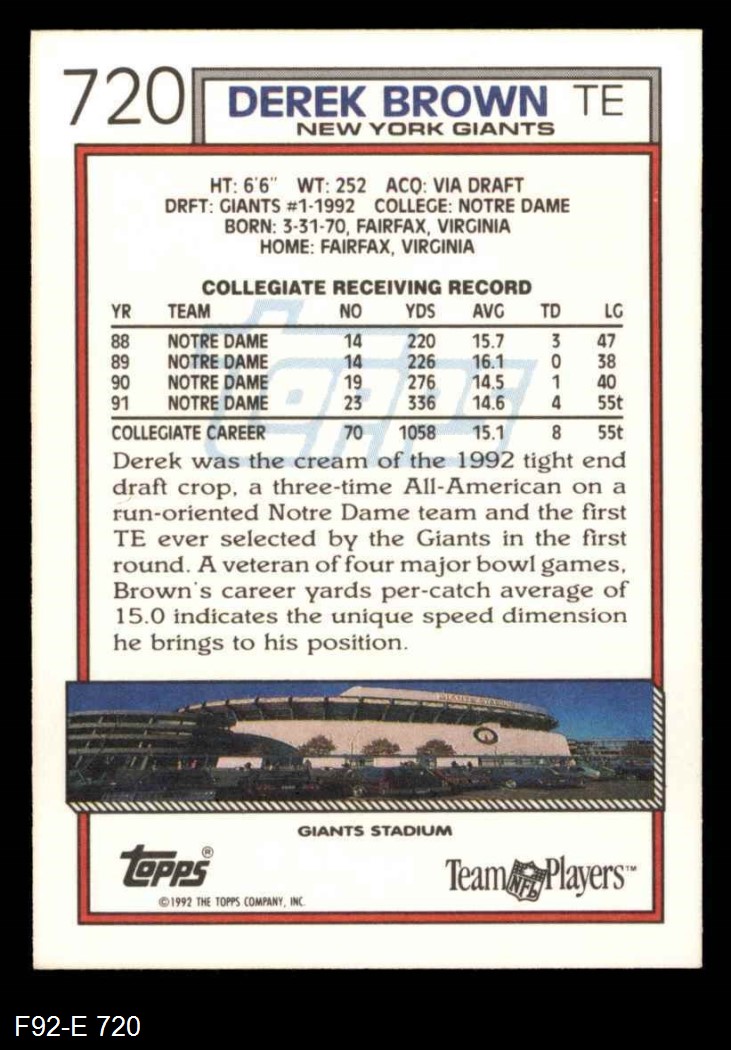 720 DEREK BROWN TE
NEW YORK GIANTS
HT: 6'6" WT: 252 ACQ: VIA DRAFT
DRFT: GIANTS #1-1992 COLLEGE: NOTRE DAME
BORN: 3-31-70, FAIRFAX, VIRGINIA
HOME: FAIRFAX, VIRGINIA
COLLEGIATE RECEIVING RECORD
YR TEAM NO YDS AVG TD LG
88 NOTRE DAME 14 220 15.7 3 47
89 NOTRE DAME 14 226 16.1 0 38
90 NOTRE DAME 19 276 14.5 1 40
91 NOTRE DAME 23 336 14.6 4 55t
COLLEGIATE CAREER 70 1058 15.1 8 55t
topps
Derek was the cream of the 1992 tight end
draft crop, a three-time All-American on a
run-oriented Notre Dame team and the first
TE ever selected by the Giants in the first
round. A veteran of four major bowl games,
Brown's career yards per-catch average of
15.0 indicates the unique speed dimension
he brings to his position.
GIANTS STADIUM
GIANTS STADIUM
topps®
Team NFL Players™
©1992 THE TOPPS COMPANY, INC.
F92-E 720